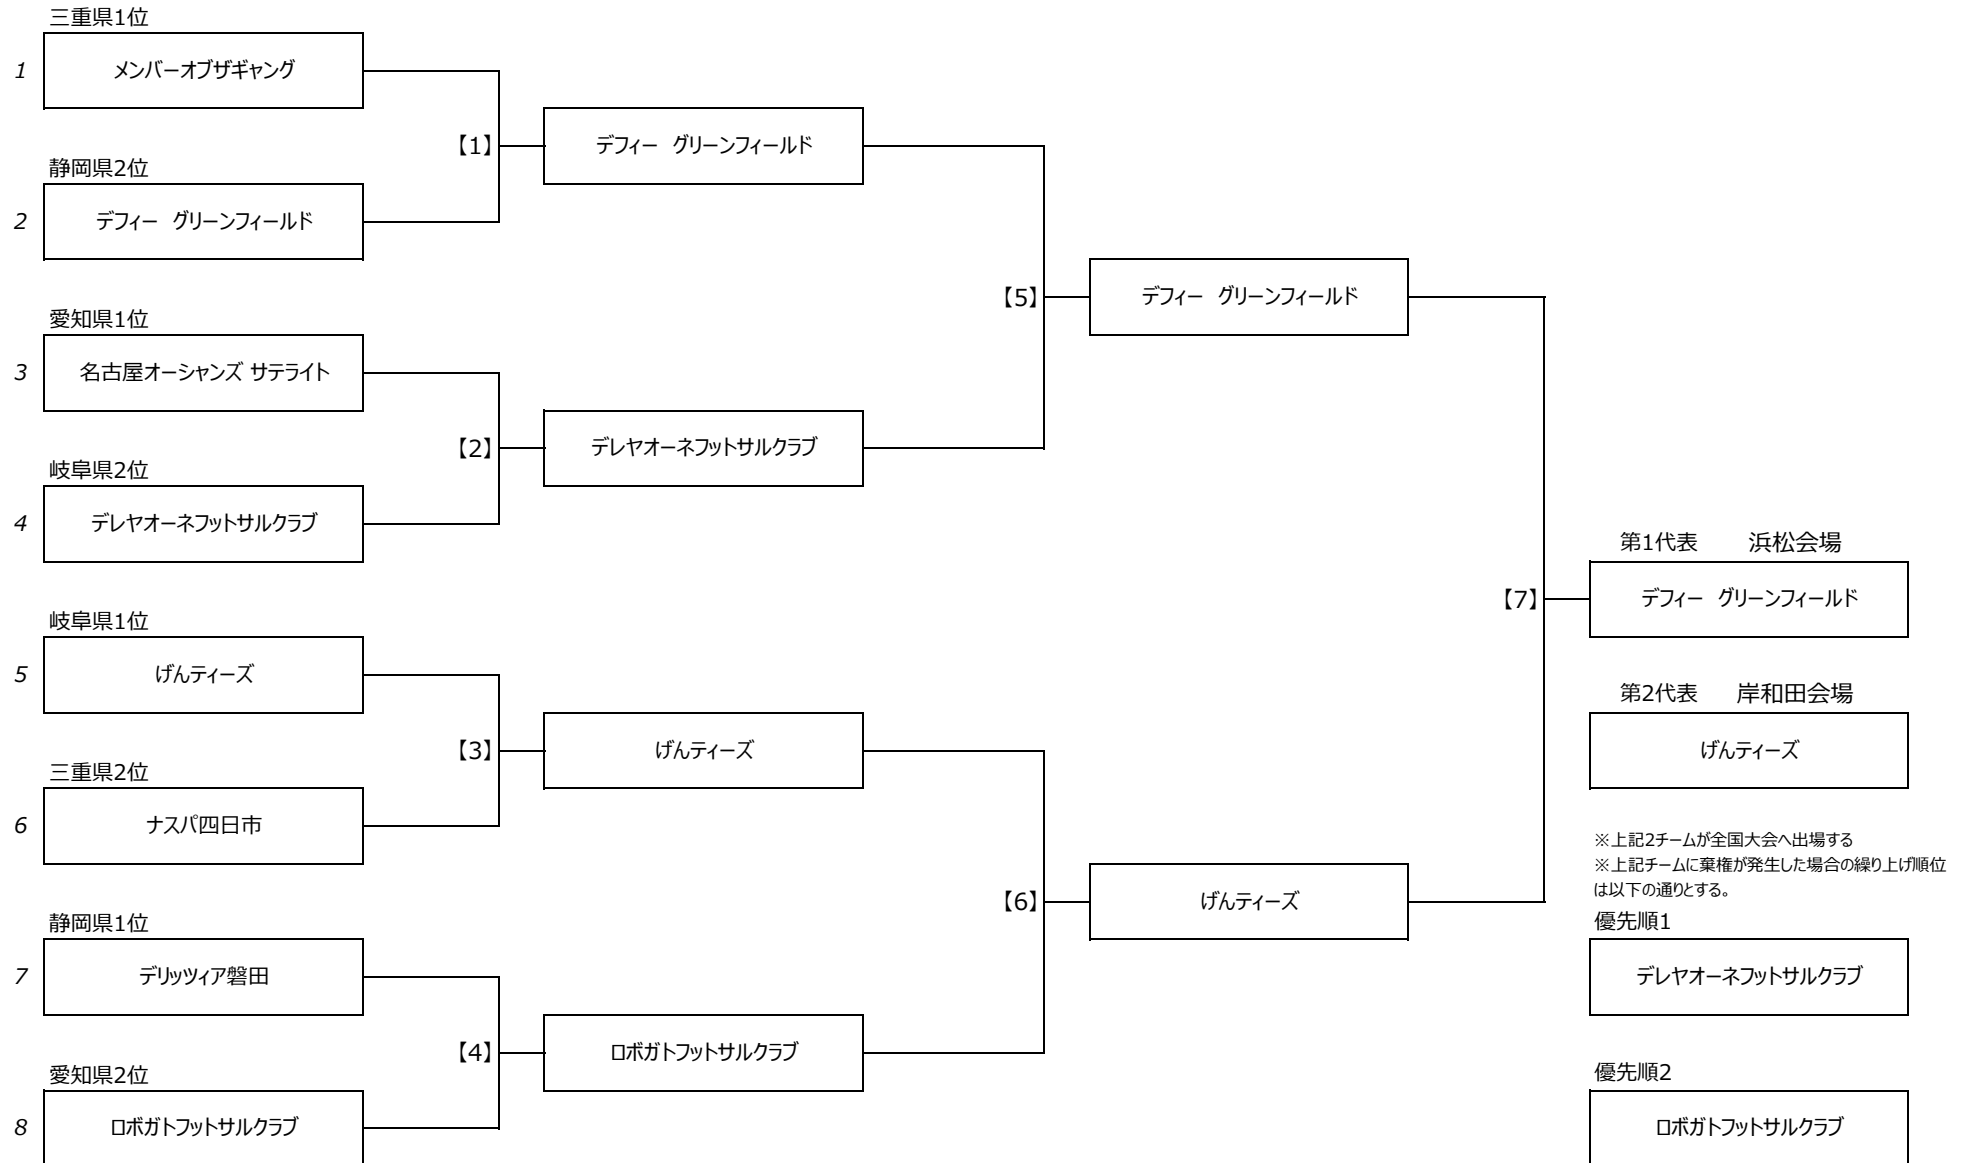 三重県1位
1
メンバーオブザギャング
【1】
デフィー　グリーンフィールド
静岡県2位
2
デフィー　グリーンフィールド
【5】
デフィー　グリーンフィールド
愛知県1位
3
名古屋オーシャンズ サテライト
【2】
デレヤオーネフットサルクラブ
岐阜県2位
4
デレヤオーネフットサルクラブ
第1代表　浜松会場
【7】
デフィー　グリーンフィールド
岐阜県1位
5
げんティーズ
第2代表　岸和田会場
【3】
げんティーズ
げんティーズ
三重県2位
6
ナスパ四日市
※上記2チームが全国大会へ出場する
※上記チームに棄権が発生した場合の繰り上げ順位
は以下の通りとする。
【6】
げんティーズ
静岡県1位
優先順1
7
デリッツィア磐田
デレヤオーネフットサルクラブ
【4】
ロボガトフットサルクラブ
愛知県2位
優先順2
8
ロボガトフットサルクラブ
ロボガトフットサルクラブ